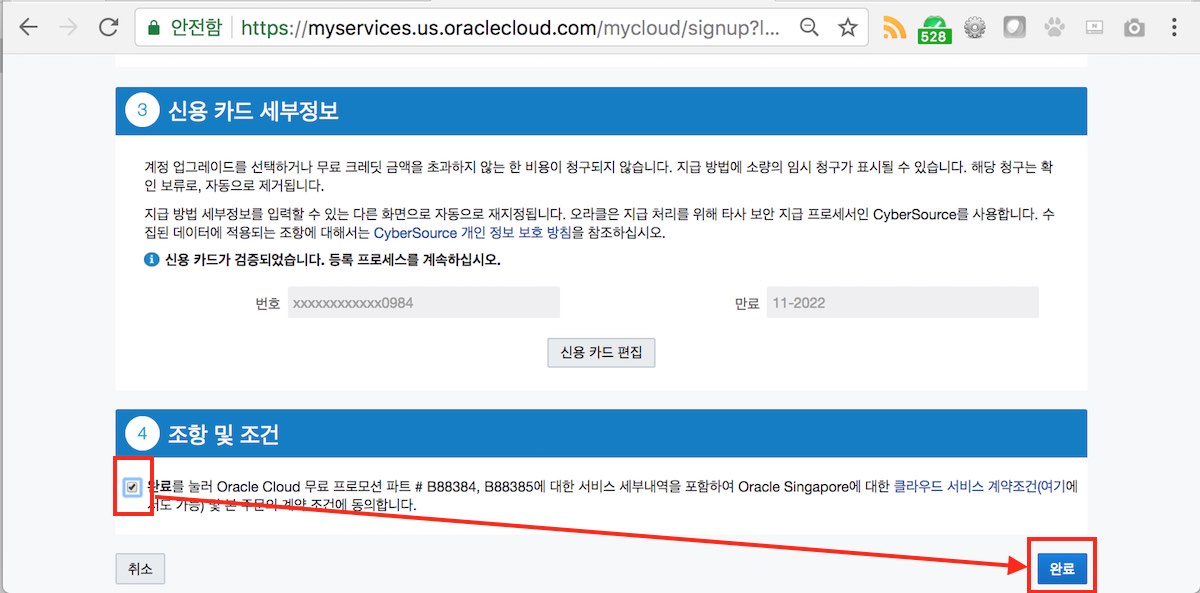 안전함 https://myservices.us.oraclecloud.com/mycloud/signup?l...
528
3 신용 카드 세부정보
계정 업그레이드를 선택하거나 무료 크레딧 금액을 초과하지 않는 한 비용이 청구되지 않습니다. 지급 방법에 소량의 임시 청구가 표시될 수 있습니다. 해당 청구는 확
인 보류로, 자동으로 제거됩니다.
지급 방법 세부정보를 입력할 수 있는 다른 화면으로 자동으로 재지정됩니다. 오라클은 지급 처리를 위해 타사 보안 지급 프로세서인 CyberSource를 사용합니다. 수
집된 데이터에 적용되는 조항에 대해서는 CyberSource 개인 정보 보호 방침을 참조하십시오.
신용 카드가 검증되었습니다. 등록 프로세스를 계속하십시오.
번호 xxxxxxxxxxxx0984 만료 11-2022
신용 카드 편집
4 조항 및 조건
완료를 눌러 Oracle Cloud 무료 프로모션 파트 # B88384, B88385에 대한 서비스 세부내역을 포함하여 Oracle Singapore에 대한 클라우드 서비스 계약조건(여기에
서도 가능) 및 본 주문의 계약 조건에 동의합니다.
취소 완료